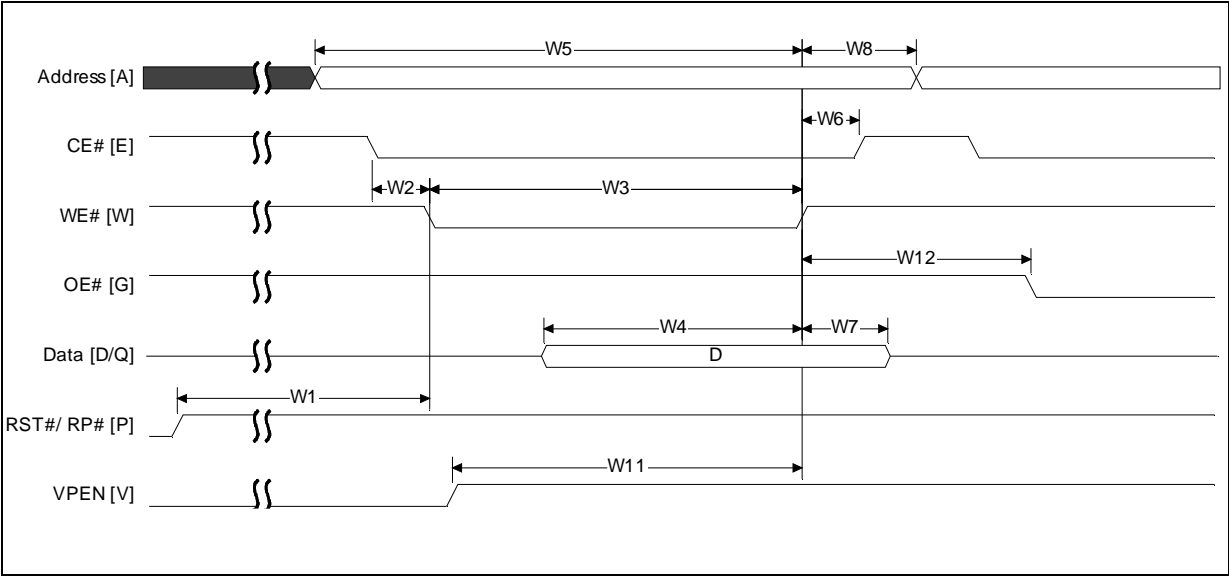 W5 W8
Address [A]
W6
CE# [E]
W2 W3
WE# [W]
W12
OE# [G]
W4 W7
Data [D/Q] D
W1
RST#/ RP# [P]
W11
VPEN [V]